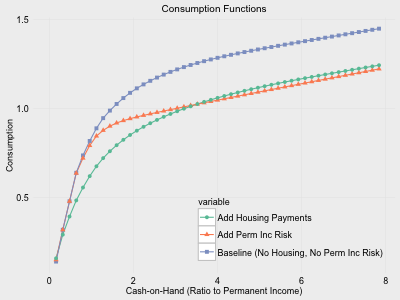 Consumption Functions
1.5
1.0
0.5
Consumption
variable
Add Housing Payments
Add Perm Inc Risk
Baseline (No Housing, No Perm Inc Risk)
0 2 4 6 8
Cash-on-Hand (Ratio to Permanent Income)